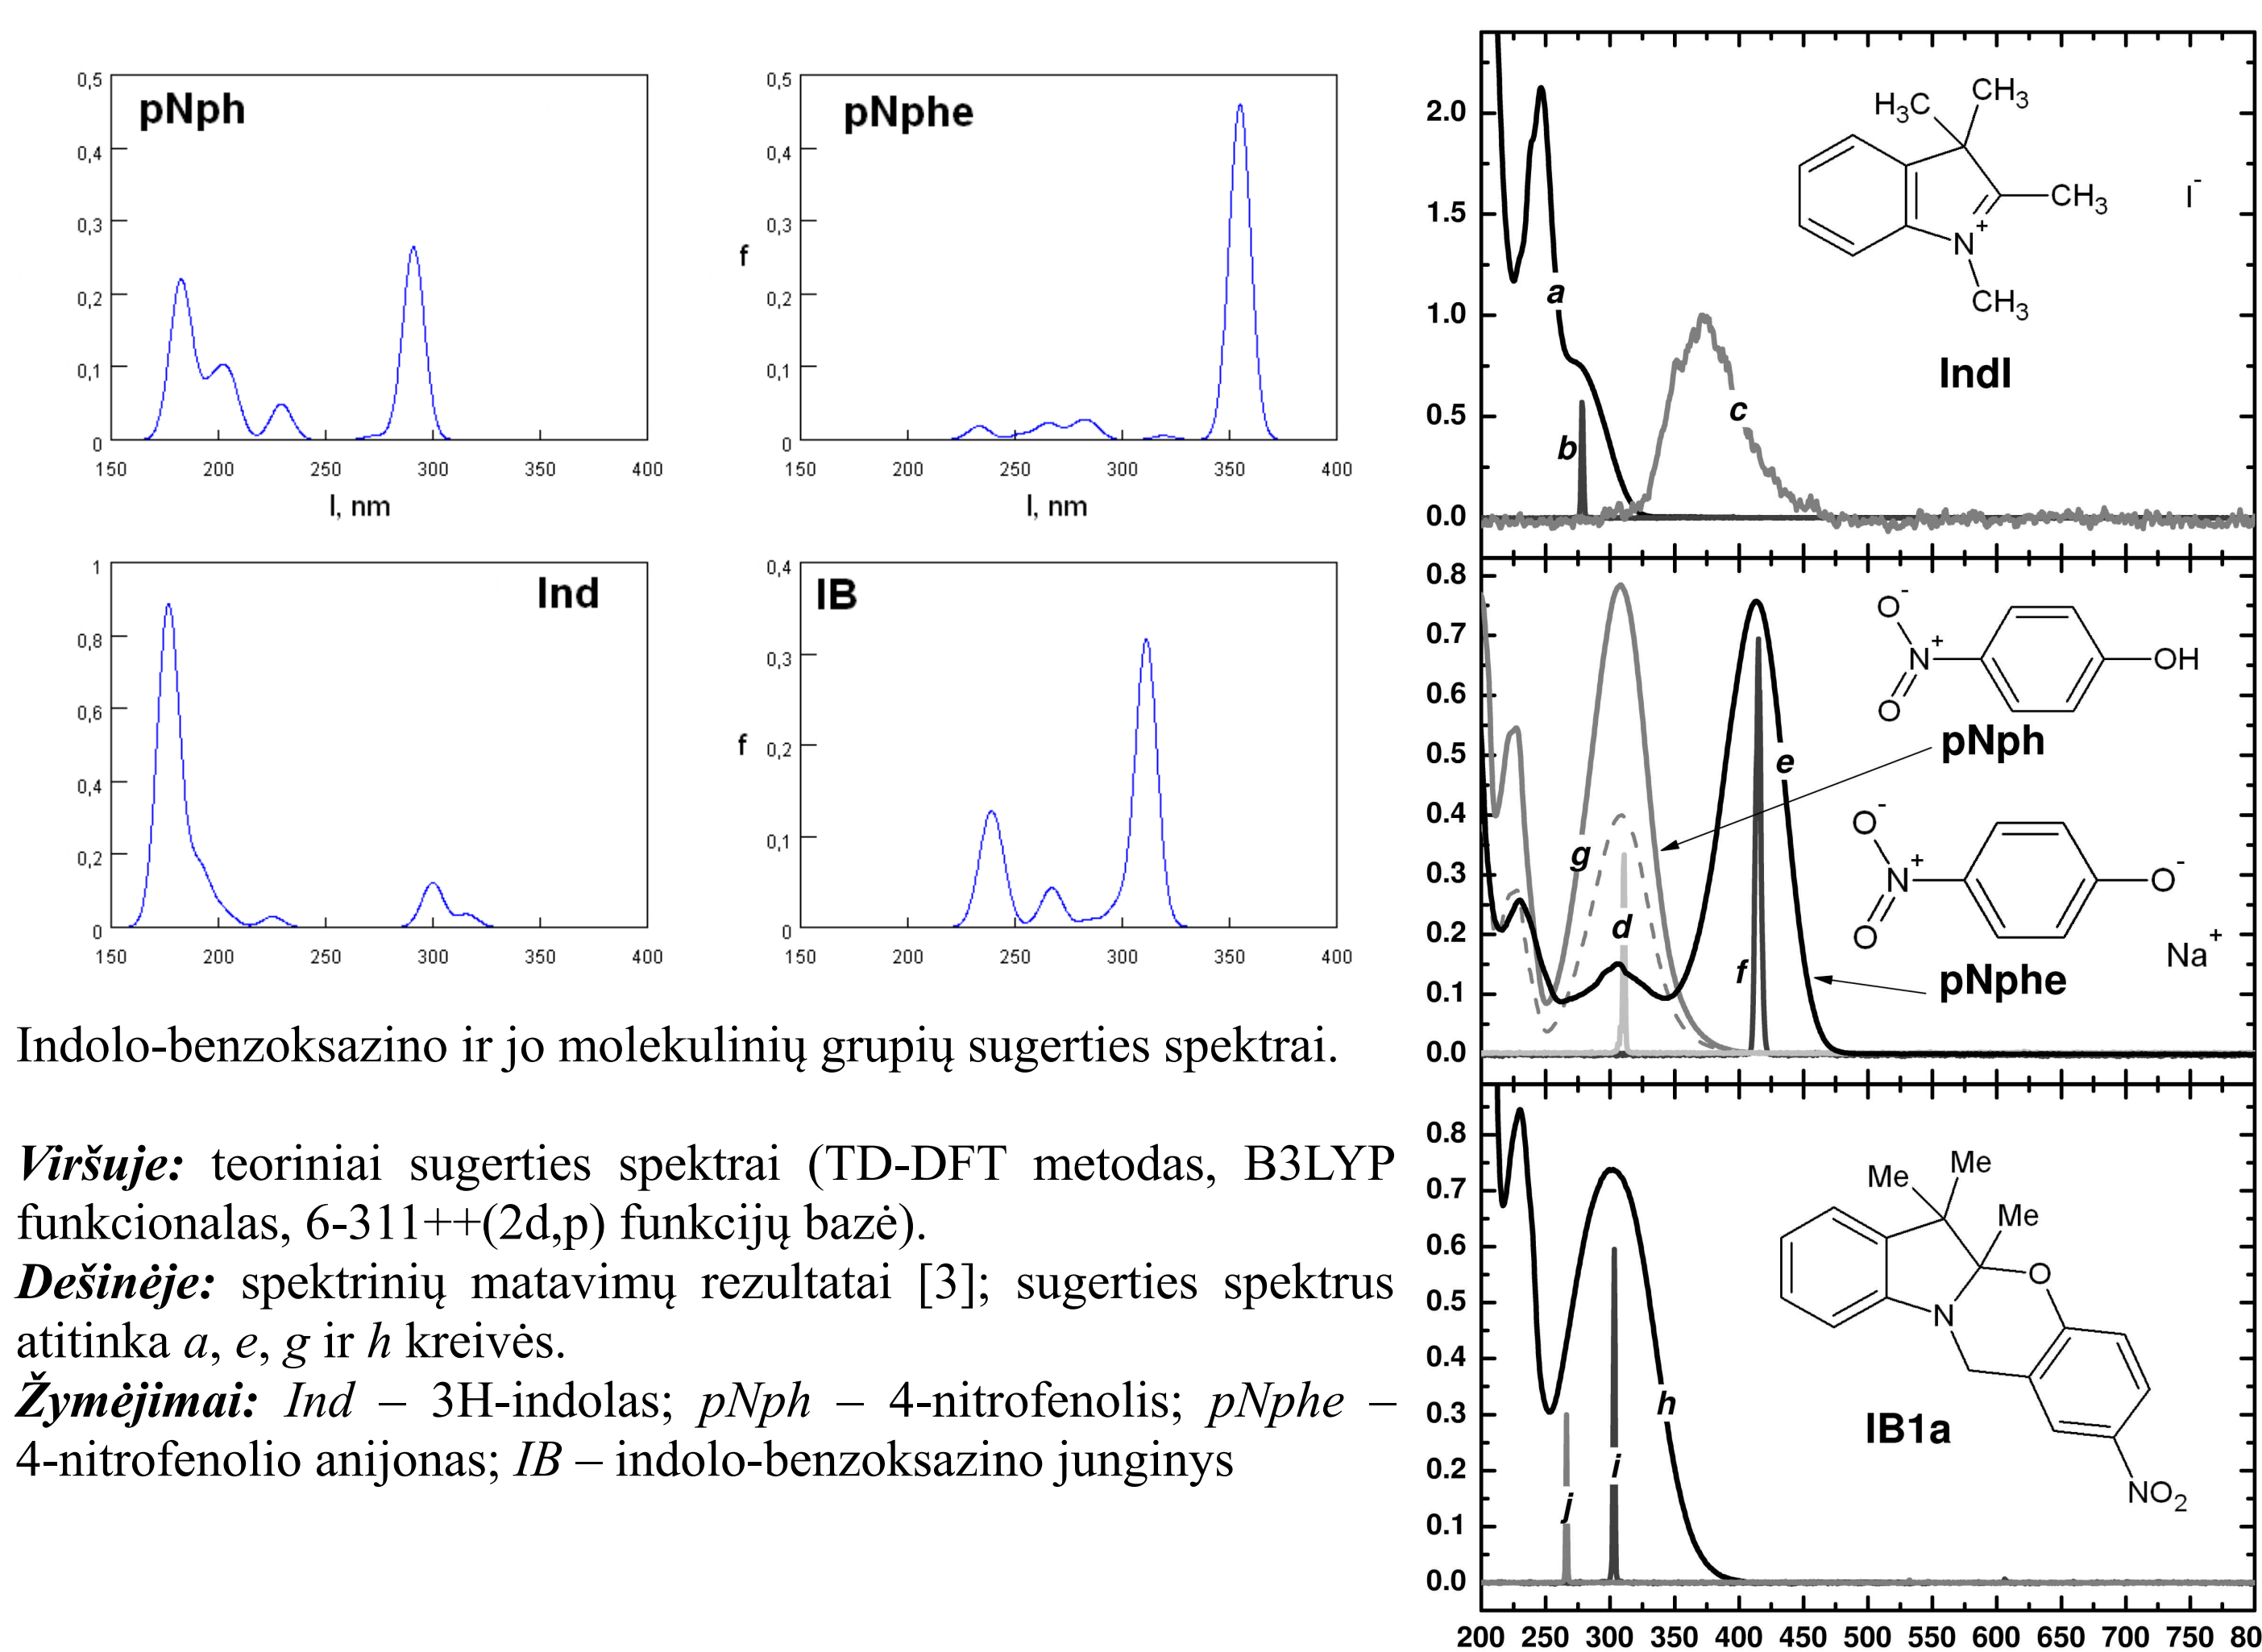 pNph
0,5
0,4
0,3
0,2
0,1
0
150 200 250 300 350 400
l, nm
pNphe
0,5
0,4
0,3
0,2
0,1
0
f
150 200 250 300 350 400
l, nm
Ind
1
0,8
0,6
0,4
0,2
0
150 200 250 300 350 400
IB
0,4
0,3
0,2
0,1
0
f
150 200 250 300 350 400
Indolo-benzoksazino ir jo molekulinių grupių sugerties spektrai.
Viršuje: teoriniai sugerties spektrai (TD-DFT metodas, B3LYP
funkcionalas, 6-311++(2d,p) funkcijų bazė).
Dešinėje: spektrinių matavimų rezultatai [3]; sugerties spektrus
atitinka a, e, g ir h kreivės.
Žymėjimai: Ind – 3H-indolas; pNph – 4-nitrofenolis; pNphe –
4-nitrofenolio anijonas; IB – indolo-benzoksazino junginys
2.0
1.5
1.0
0.5
0.0
a
b
c
H3C
CH3
CH3
N+
CH3
I-
IndI
0.8
0.7
0.6
0.5
0.4
0.3
0.2
0.1
0.0
g
d
f
e
O-
N+
O
OH
pNph
O-
N+
O
O-
Na+
pNphe
0.8
0.7
0.6
0.5
0.4
0.3
0.2
0.1
0.0
j
i
h
Me
Me
Me
O
N
NO2
IB1a
200 250 300 350 400 450 500 550 600 650 700 750